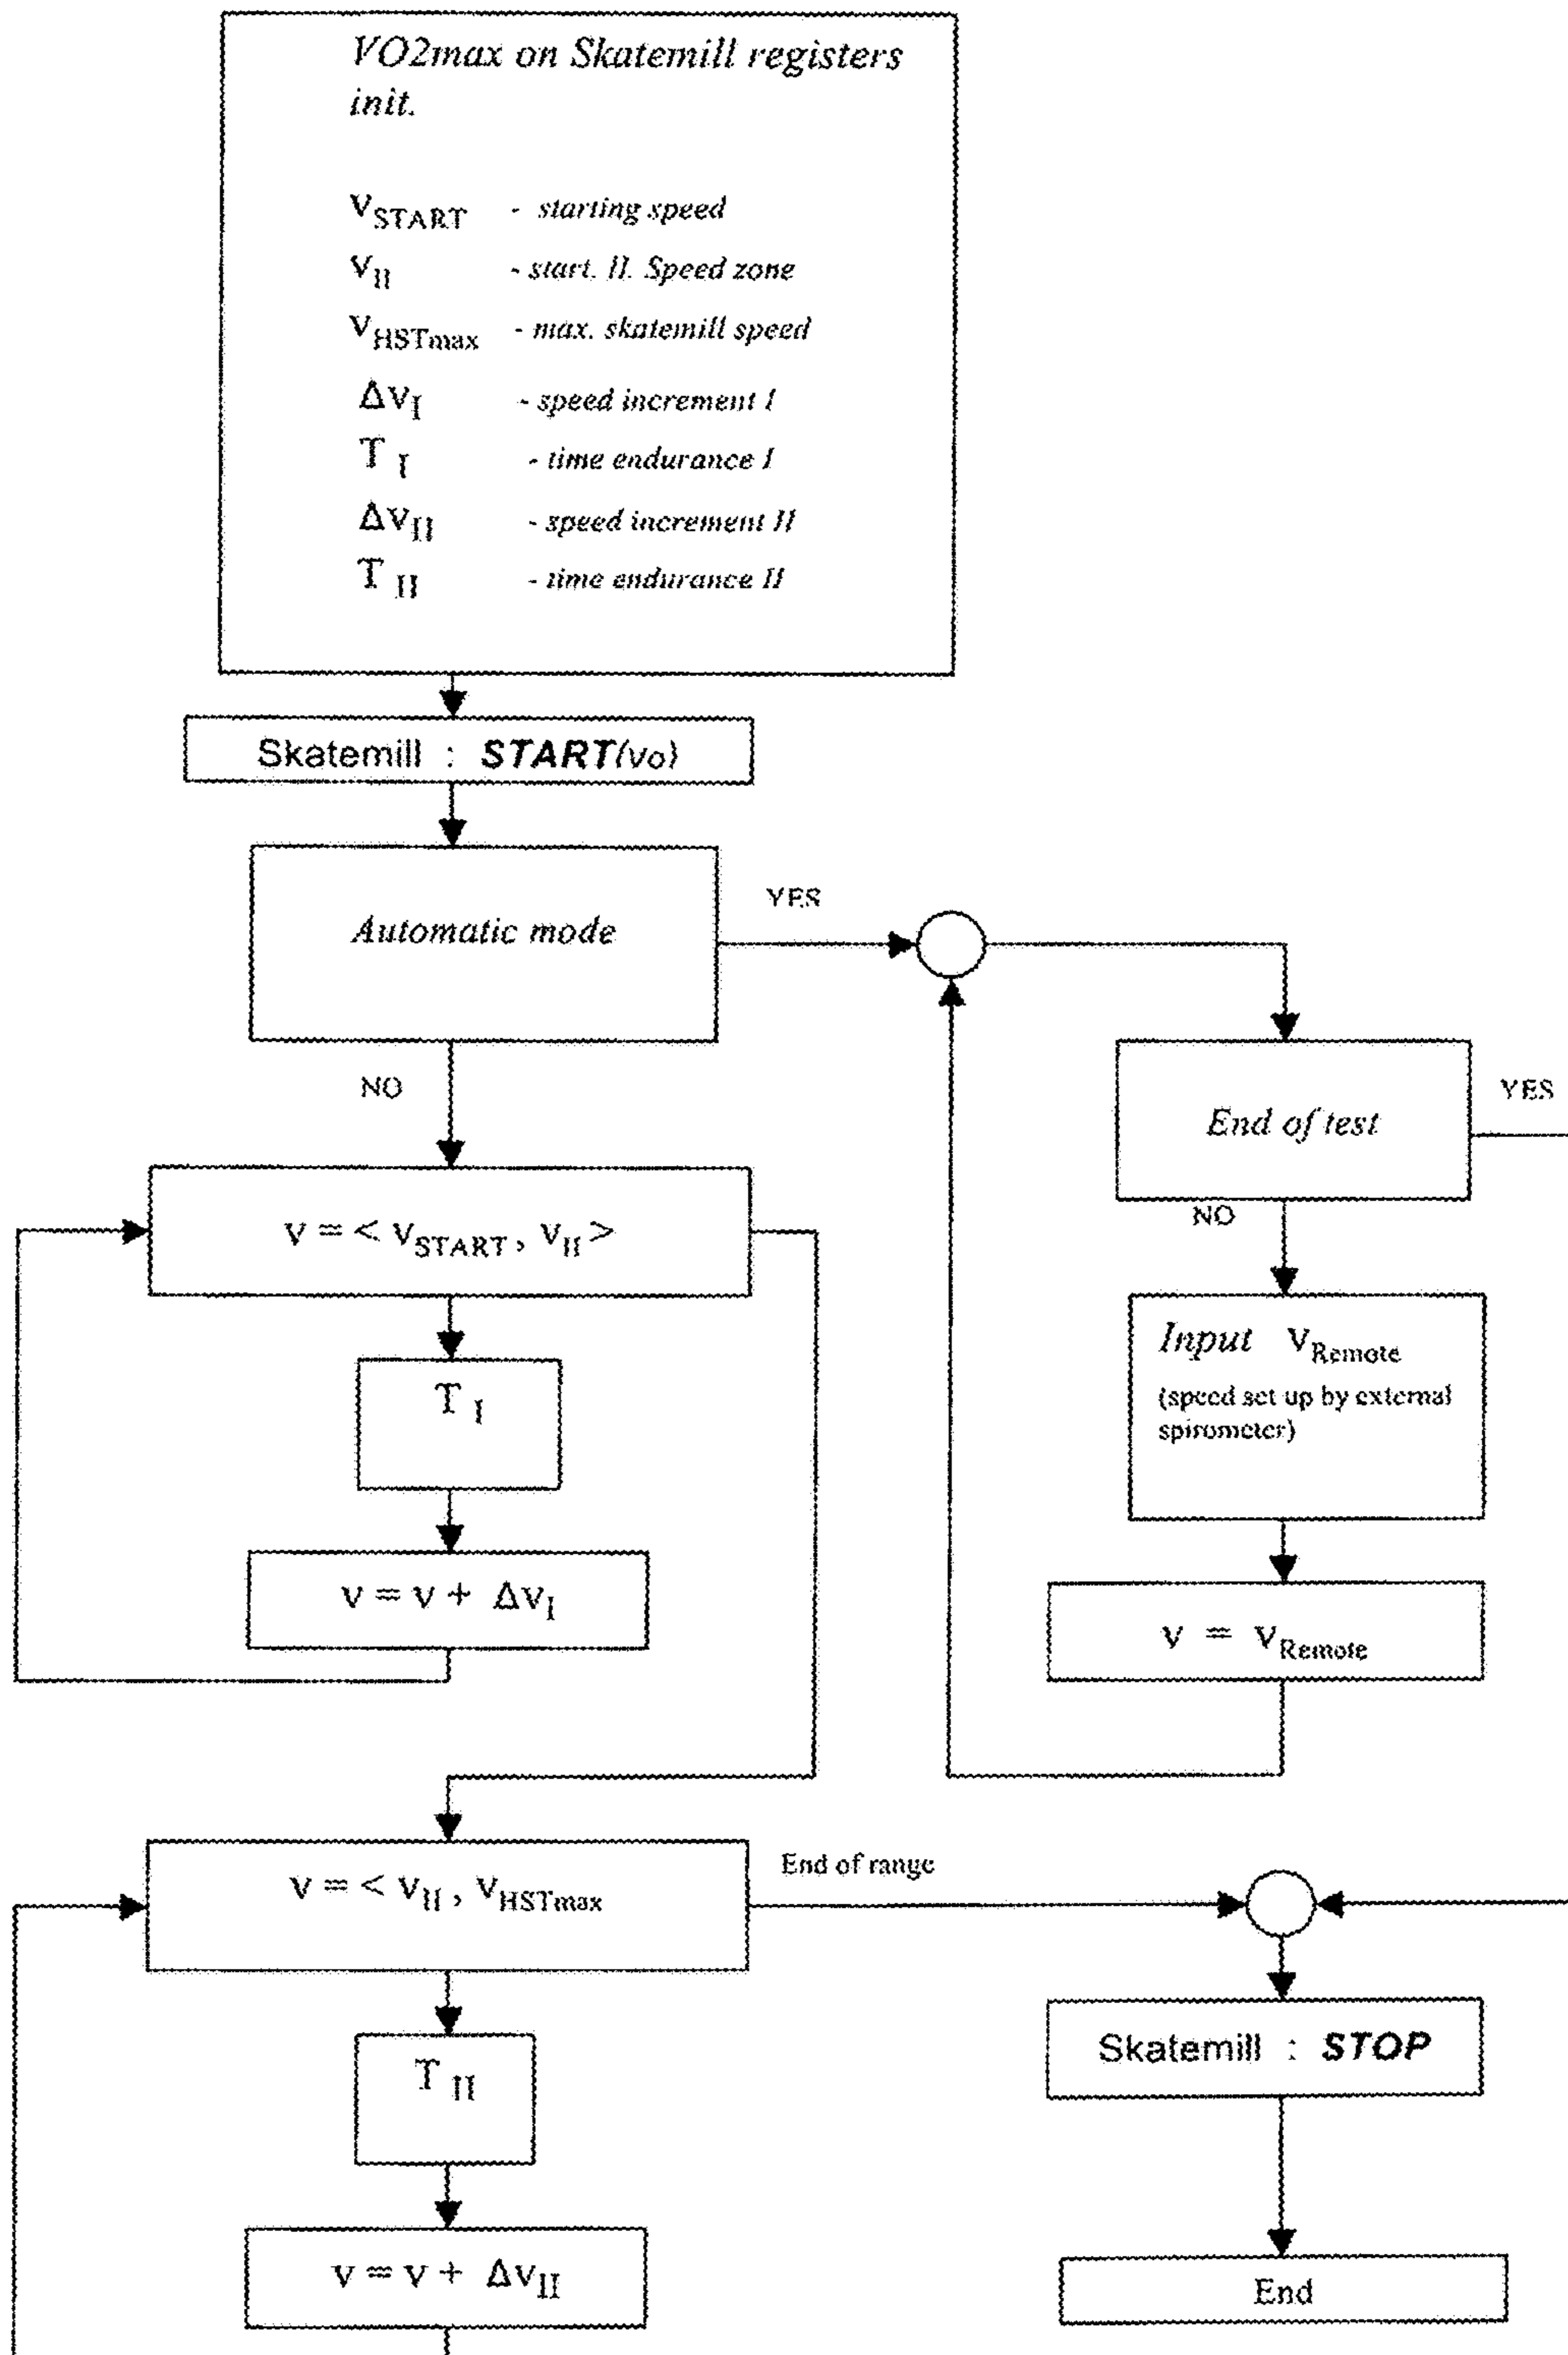 VO2max on Skatemill registers
init.
vSTART - starting speed
vII - start. II. Speed zone
vHSTmax - max. skatemill speed
ΔvI - speed increment I
T I - time endurance I
ΔvII - speed increment II
T II - time endurance II
Skatemill : START(vo)
Automatic mode
YES
NO
End of test
YES
NO
v = < vSTART, vII >
Input vRemote
(speed set up by external
spirometer)
T I
v = v + ΔvI
v = vRemote
v = < vII, vHSTmax
End of range
T II
Skatemill : STOP
v = v + ΔvII
End